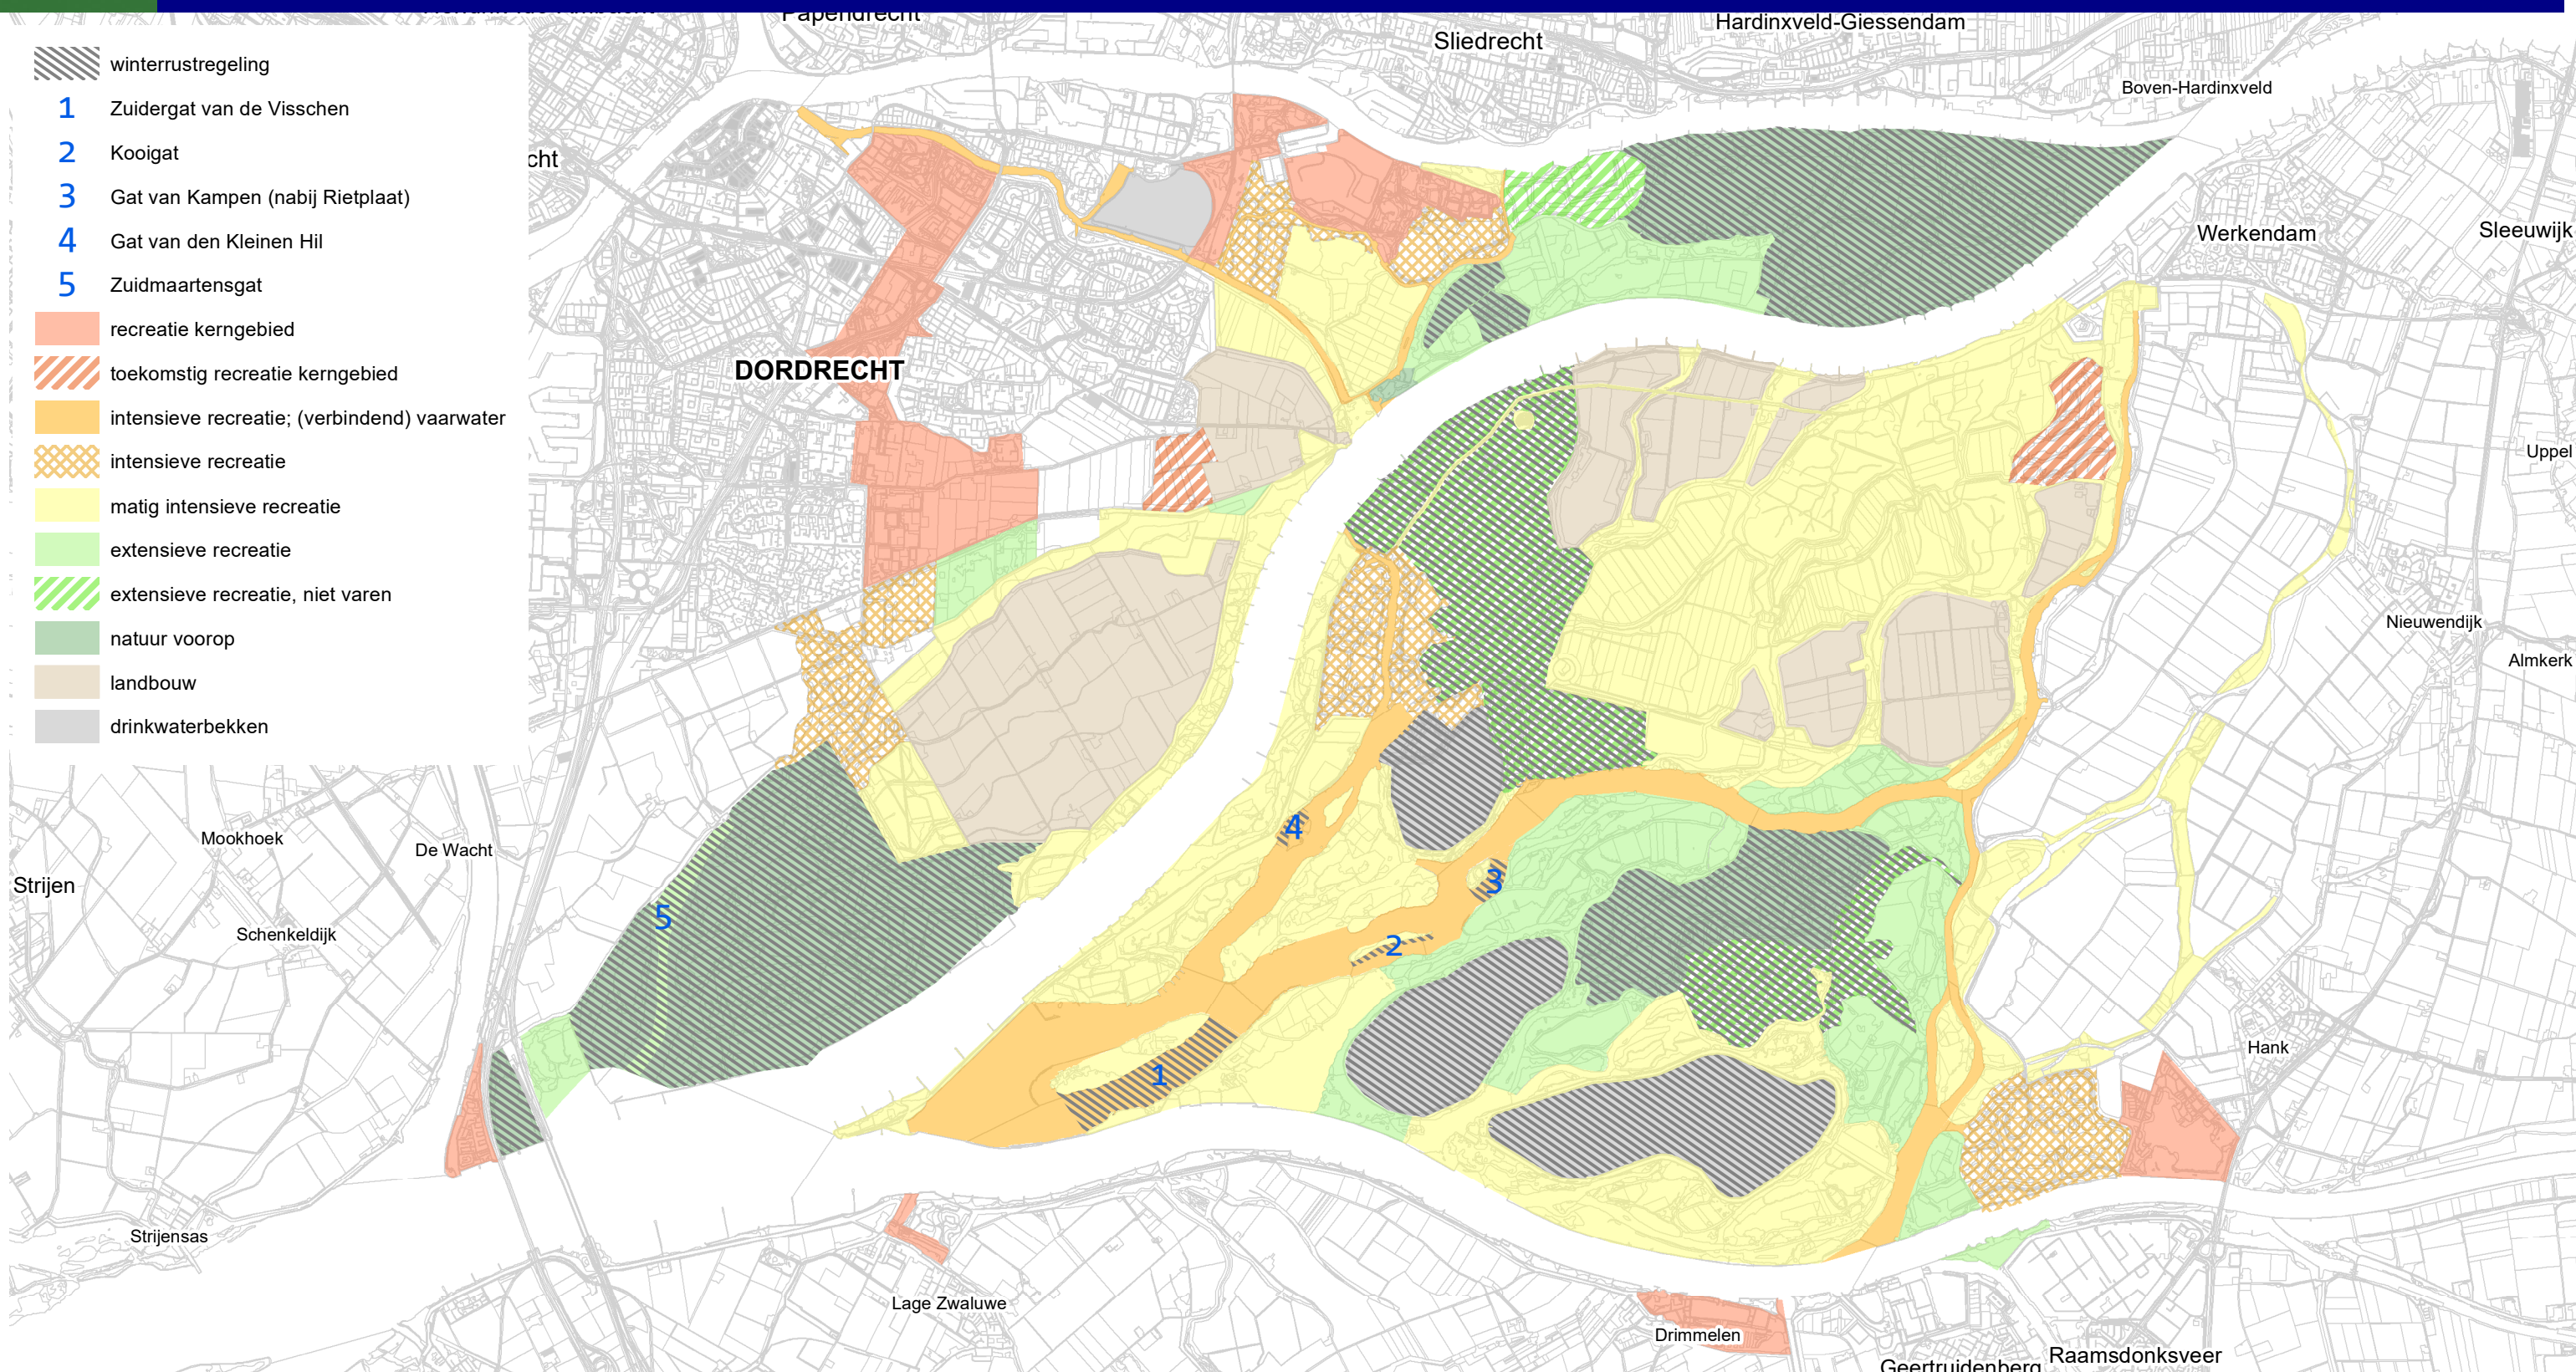 Papendrecht
Hardinxveld-Giessendam
Sliedrecht
Boven-Hardinxveld
cht
Werkendam
Sleeuwijk
winterrustregeling
1 Zuidergat van de Visschen
2 Kooigat
3 Gat van Kampen (nabij Rietplaat)
4 Gat van den Kleinen Hil
5 Zuidmaartensgat
recreatie kerngebied
toekomstig recreatie kerngebied
intensieve recreatie; (verbindend) vaarwater
intensieve recreatie
matig intensieve recreatie
extensieve recreatie
extensieve recreatie, niet varen
natuur voorop
landbouw
drinkwaterbekken
DORDRECHT
Uppel
Nieuwendijk
Almkerk
4
Mookhoek
De Wacht
3
Strijen
5
Schenkeldijk
2
Hank
1
Strijensas
Lage Zwaluwe
Drimmelen
Raamsdonksveer
Geertruidenberg